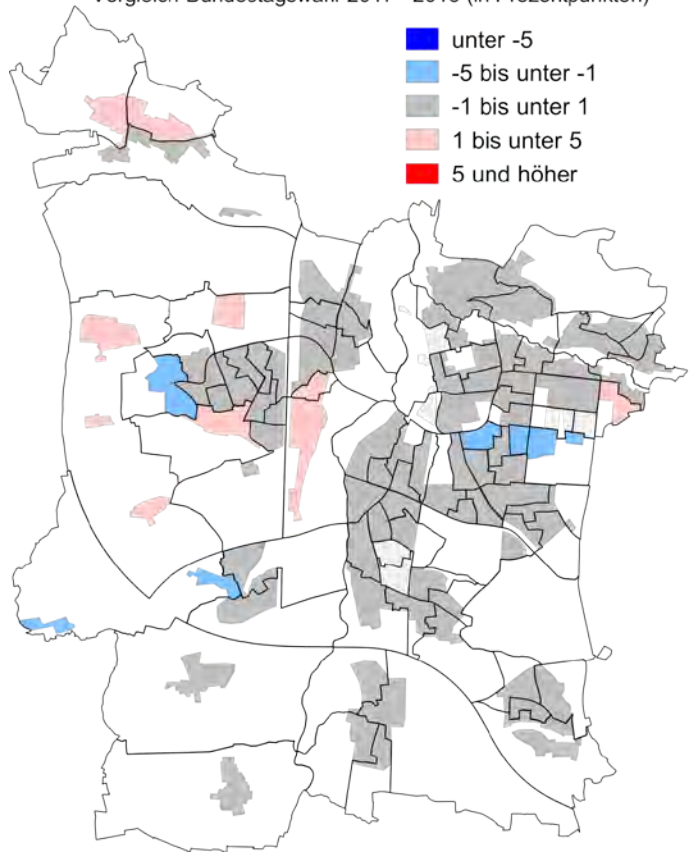 Vergleich Bundestagswahl 2017 - 2013 (in Prozentpunkten)
unter -5
-5 bis unter -1
-1 bis unter 1
1 bis unter 5
5 und höher